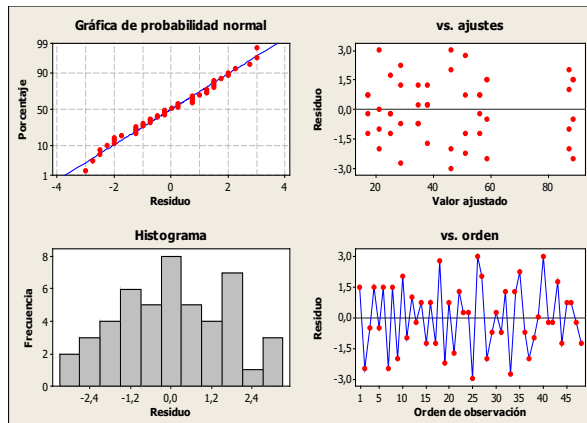 Gráfica de probabilidad normal
99
90
50
10
1
Porcentaje
-4 -2 0 2 4
Residuo
vs. ajustes
3,0
1,5
0,0
-1,5
-3,0
Residuo
20 40 60 80
Valor ajustado
Histograma
8
6
4
2
0
Frecuencia
-2,4 -1,2 0,0 1,2 2,4
Residuo
vs. orden
3,0
1,5
0,0
-1,5
-3,0
Residuo
1 5 10 15 20 25 30 35 40 45
Orden de observación